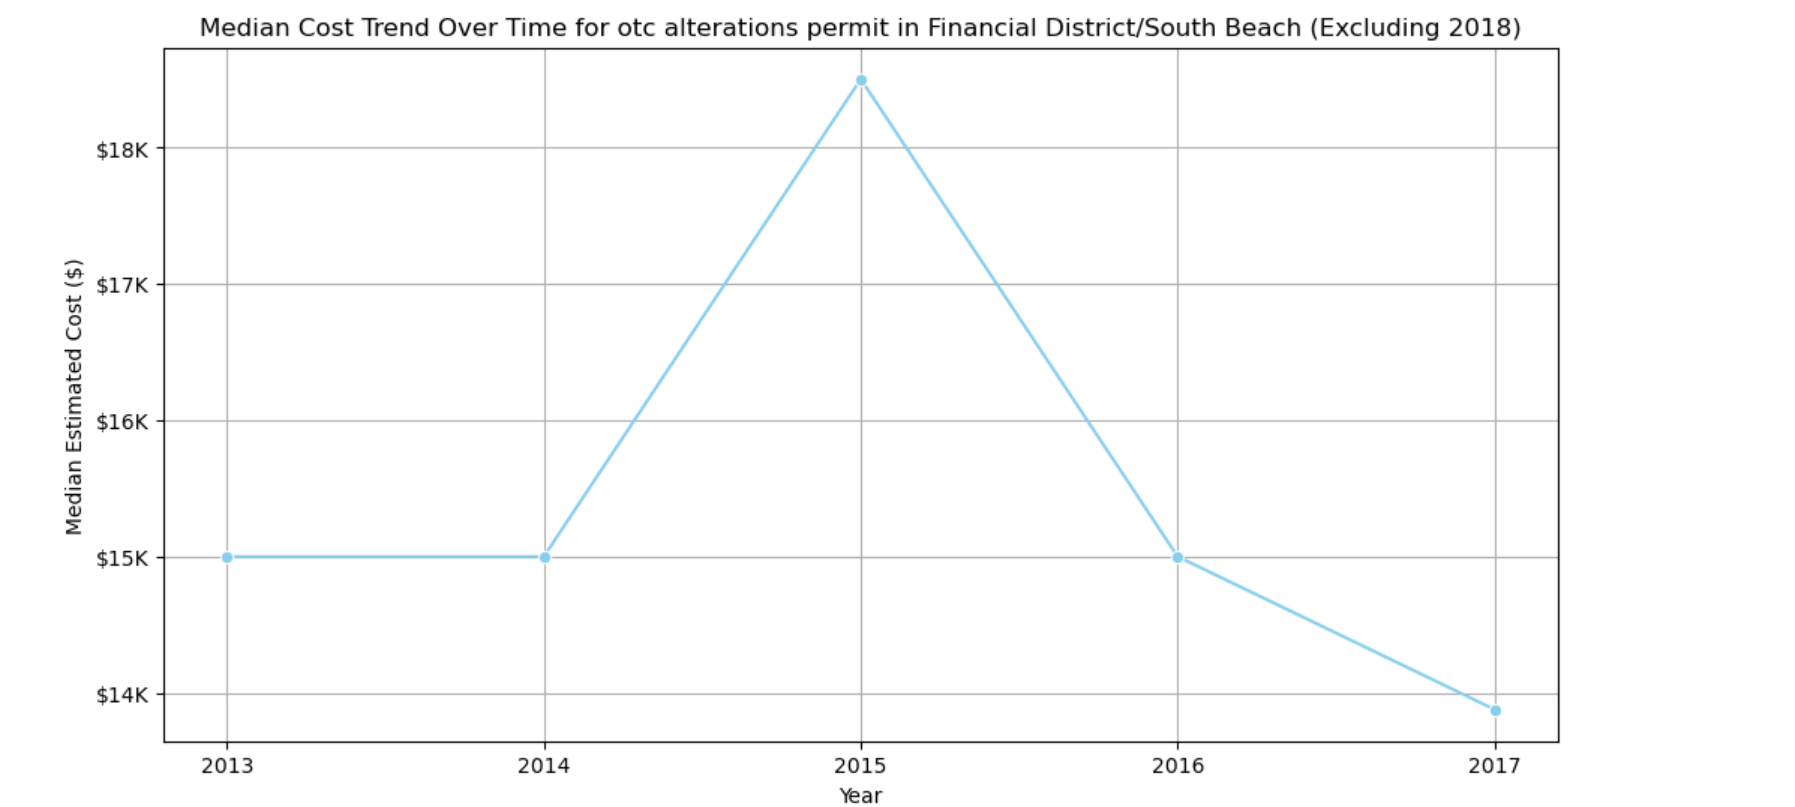 Median Cost Trend Over Time for otc alterations permit in Financial District/South Beach (Excluding 2018)
Median Estimated Cost ($)
$18K
$17K
$16K
$15K
$14K
2013 2014 2015 2016 2017
Year